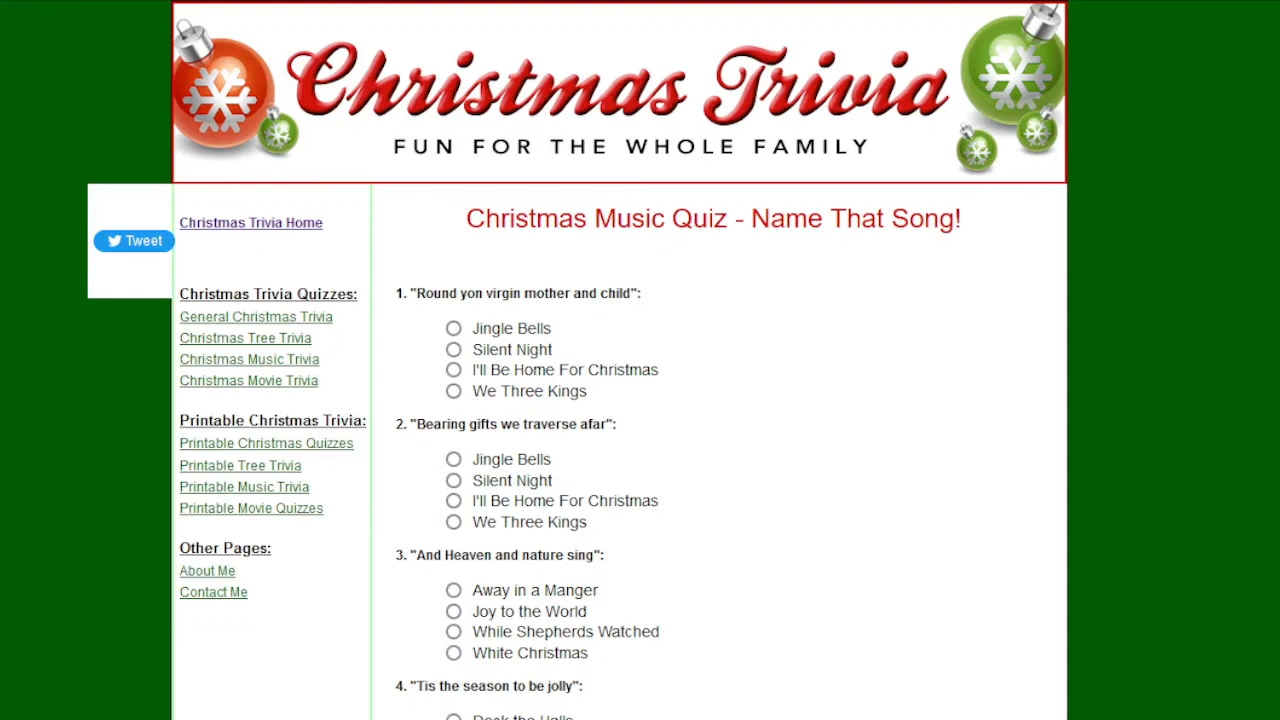 Christmas Trivia
FUN FOR THE WHOLE FAMILY
Tweet
Christmas Trivia Home
Christmas Trivia Quizzes:
General Christmas Trivia
Christmas Tree Trivia
Christmas Music Trivia
Christmas Movie Trivia
Printable Christmas Trivia:
Printable Christmas Quizzes
Printable Tree Trivia
Printable Music Trivia
Printable Movie Quizzes
Other Pages:
About Me
Contact Me
Christmas Music Quiz - Name That Song!
1. "Round yon virgin mother and child":
Jingle Bells
Silent Night
I'll Be Home For Christmas
We Three Kings
2. "Bearing gifts we traverse afar":
Jingle Bells
Silent Night
I'll Be Home For Christmas
We Three Kings
3. "And Heaven and nature sing":
Away in a Manger
Joy to the World
While Shepherds Watched
White Christmas
4. "Tis the season to be jolly":
Deck the Halls